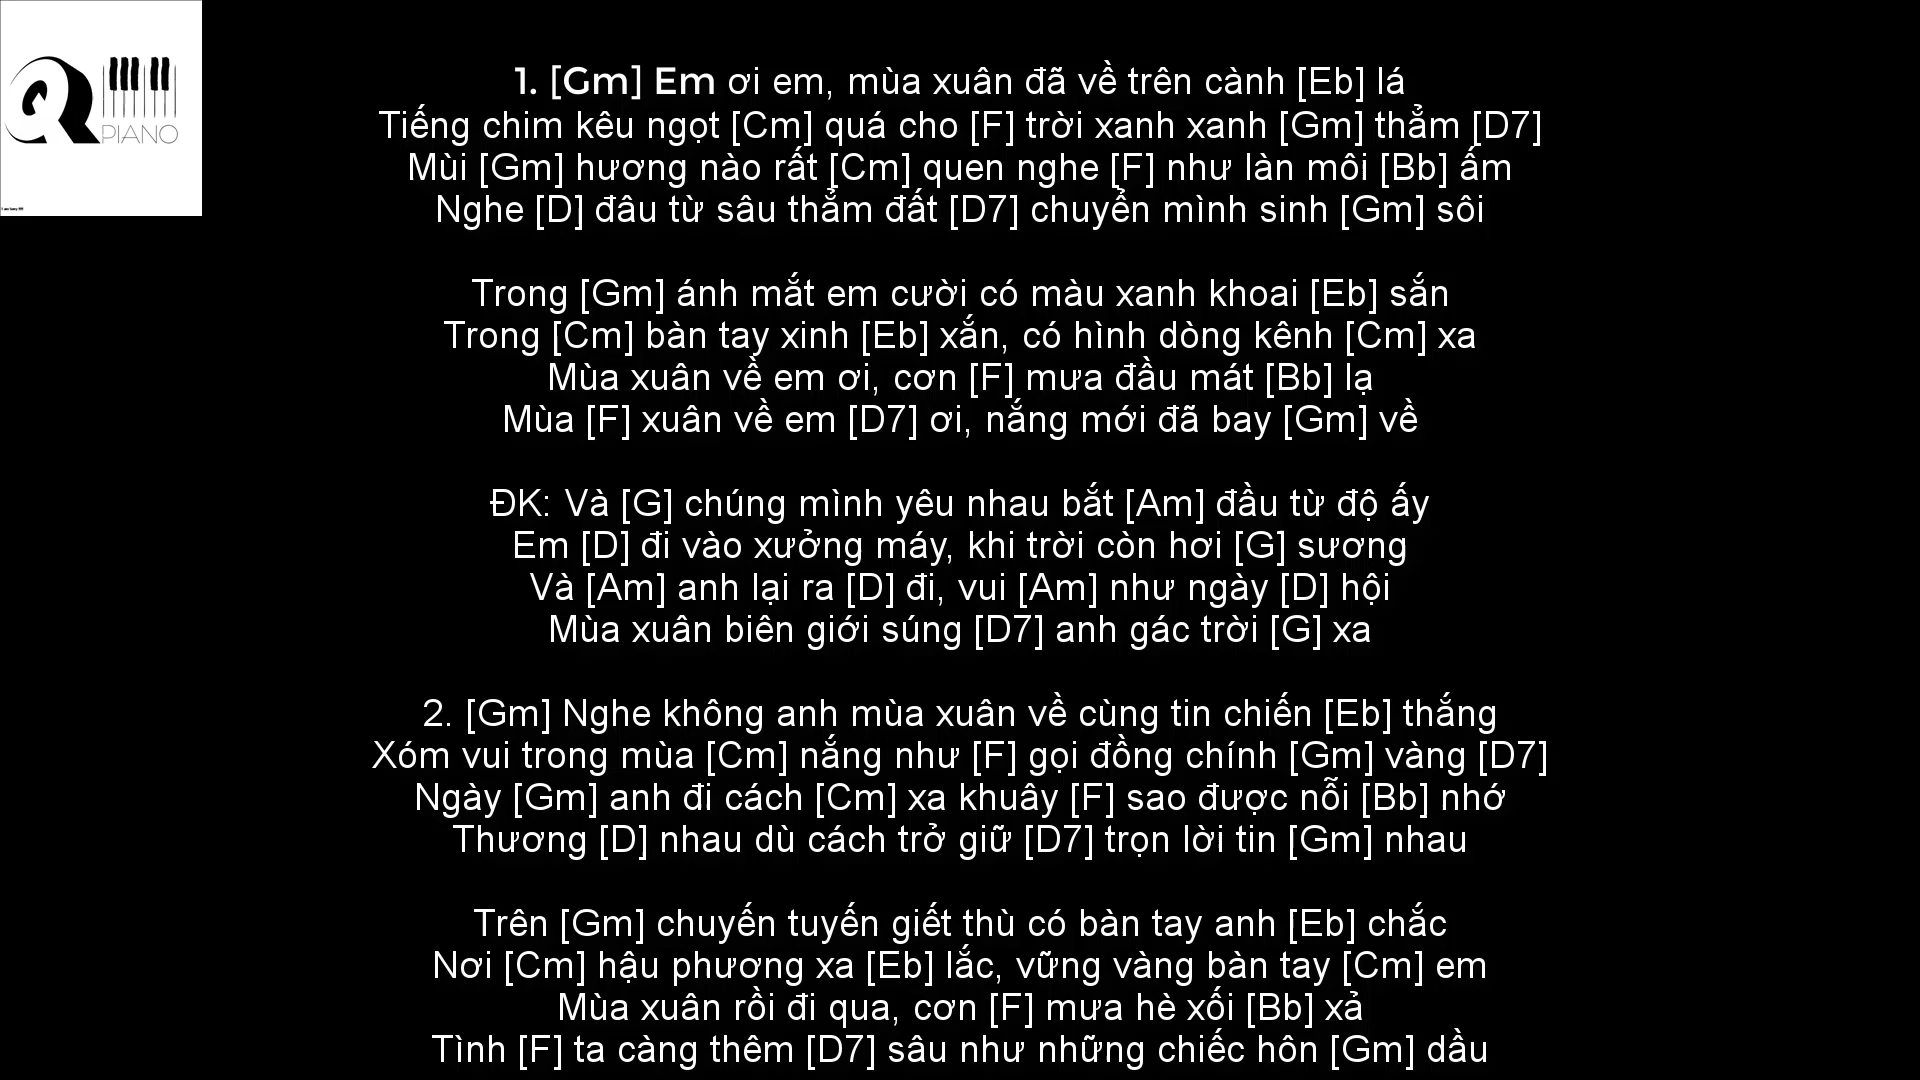 Q PIANO
1. [Gm] Em ơi em, mùa xuân đã về trên cành [Eb] lá
Tiếng chim kêu ngọt [Cm] quá cho [F] trời xanh xanh [Gm] thẳm [D7]
Mùi [Gm] hương nào rất [Cm] quen nghe [F] như làn môi [Bb] ấm
Nghe [D] đâu từ sâu thẳm đất [D7] chuyển mình sinh [Gm] sôi
Trong [Gm] ánh mắt em cười có màu xanh khoai [Eb] sắn
Trong [Cm] bàn tay xinh [Eb] xắn, có hình dòng kênh [Cm] xa
Mùa xuân về em ơi, cơn [F] mưa đầu mát [Bb] lạ
Mùa [F] xuân về em [D7] ơi, nắng mới đã bay [Gm] về
ĐK: Và [G] chúng mình yêu nhau bắt [Am] đầu từ độ ấy
Em [D] đi vào xưởng máy, khi trời còn hơi [G] sương
Và [Am] anh lại ra [D] đi, vui [Am] như ngày [D] hội
Mùa xuân biên giới súng [D7] anh gác trời [G] xa
2. [Gm] Nghe không anh mùa xuân về cùng tin chiến [Eb] thắng
Xóm vui trong mùa [Cm] nắng như [F] gọi đồng chính [Gm] vàng [D7]
Ngày [Gm] anh đi cách [Cm] xa khuây [F] sao được nỗi [Bb] nhớ
Thương [D] nhau dù cách trở giữ [D7] trọn lời tin [Gm] nhau
Trên [Gm] chuyến tuyến giết thù có bàn tay anh [Eb] chắc
Nơi [Cm] hậu phương xa [Eb] lắc, vững vàng bàn tay [Cm] em
Mùa xuân rồi đi qua, cơn [F] mưa hè xối [Bb] xả
Tình [F] ta càng thêm [D7] sâu như những chiếc hôn [Gm] dầu